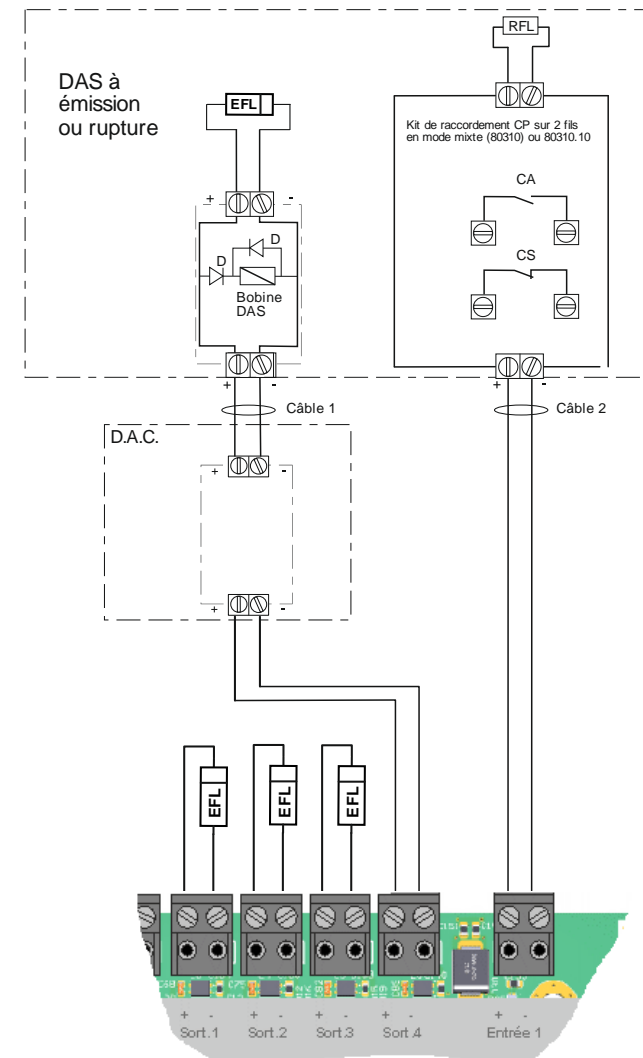 RFL
DAS à
émission
ou rupture
EFL
Kit de raccordement CP sur 2 fils
en mode mixte (80310) ou 80310.10
CA
+ -
D
D
CS
Bobine
DAS
+ -
+ -
Câble 1
Câble 2
D.A.C.
+ -
+ -
EFL
EFL
EFL
+ - + - + - + - + -
Sort.1 Sort.2 Sort.3 Sort.4 Entrée 1